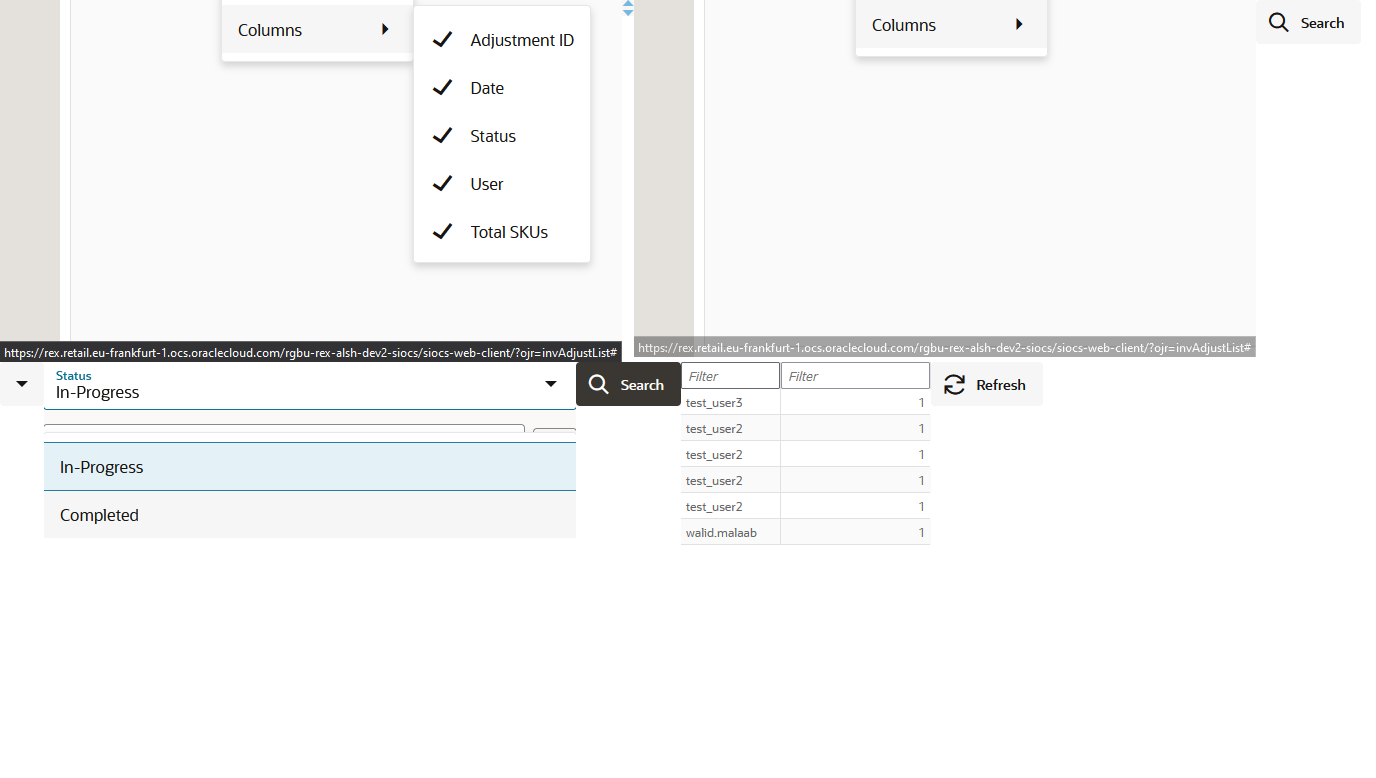 Columns
Adjustment ID
Date
Status
User
Total SKUs
https://rex.retail.eu-frankfurt-1.ocs.oraclecloud.com/rgbu-rex-alsh-dev2-siocs/siocs-web-client/?ojr=invAdjustList#
Columns
https://rex.retail.eu-frankfurt-1.ocs.oraclecloud.com/rgbu-rex-alsh-dev2-siocs/siocs-web-client/?ojr=invAdjustList#
Search
Status
In-Progress
In-Progress
Completed
Search
Filter Filter
test_user3 1
test_user2 1
test_user2 1
test_user2 1
test_user2 1
walid.malaab 1
Refresh